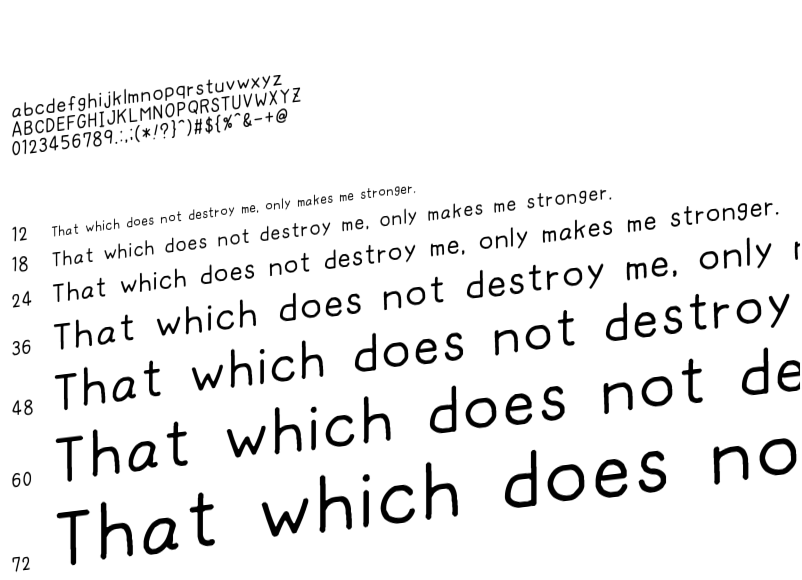 abcdefghijklmnopqrstuvwxyz
ABCDEFGHIJKLMNOPQRSTUVWXYZ
0123456789.:,;(*!?}^)#${%^&-+@
12 That which does not destroy me, only makes me stronger.
18 That which does not destroy me, only makes me stronger.
24 That which does not destroy me, only makes me stronger.
36 That which does not destroy me, only
48 That which does not destroy
60 That which does not de
72 That which does no